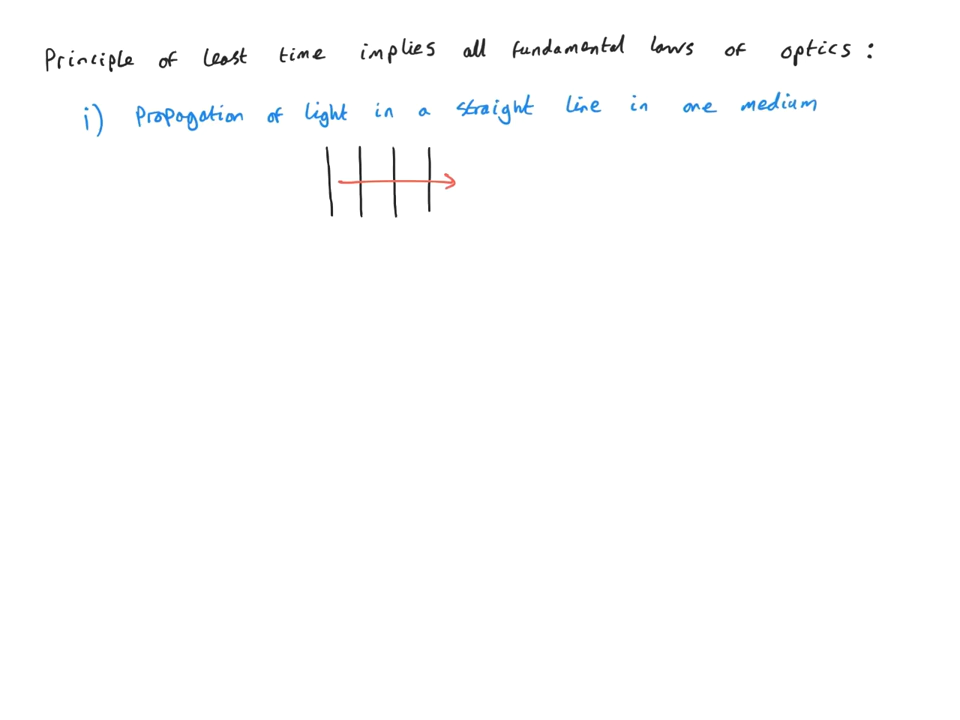 Principle of least time implies all fundamental laws of optics :
i) Propogation of light in a straight line in one medium